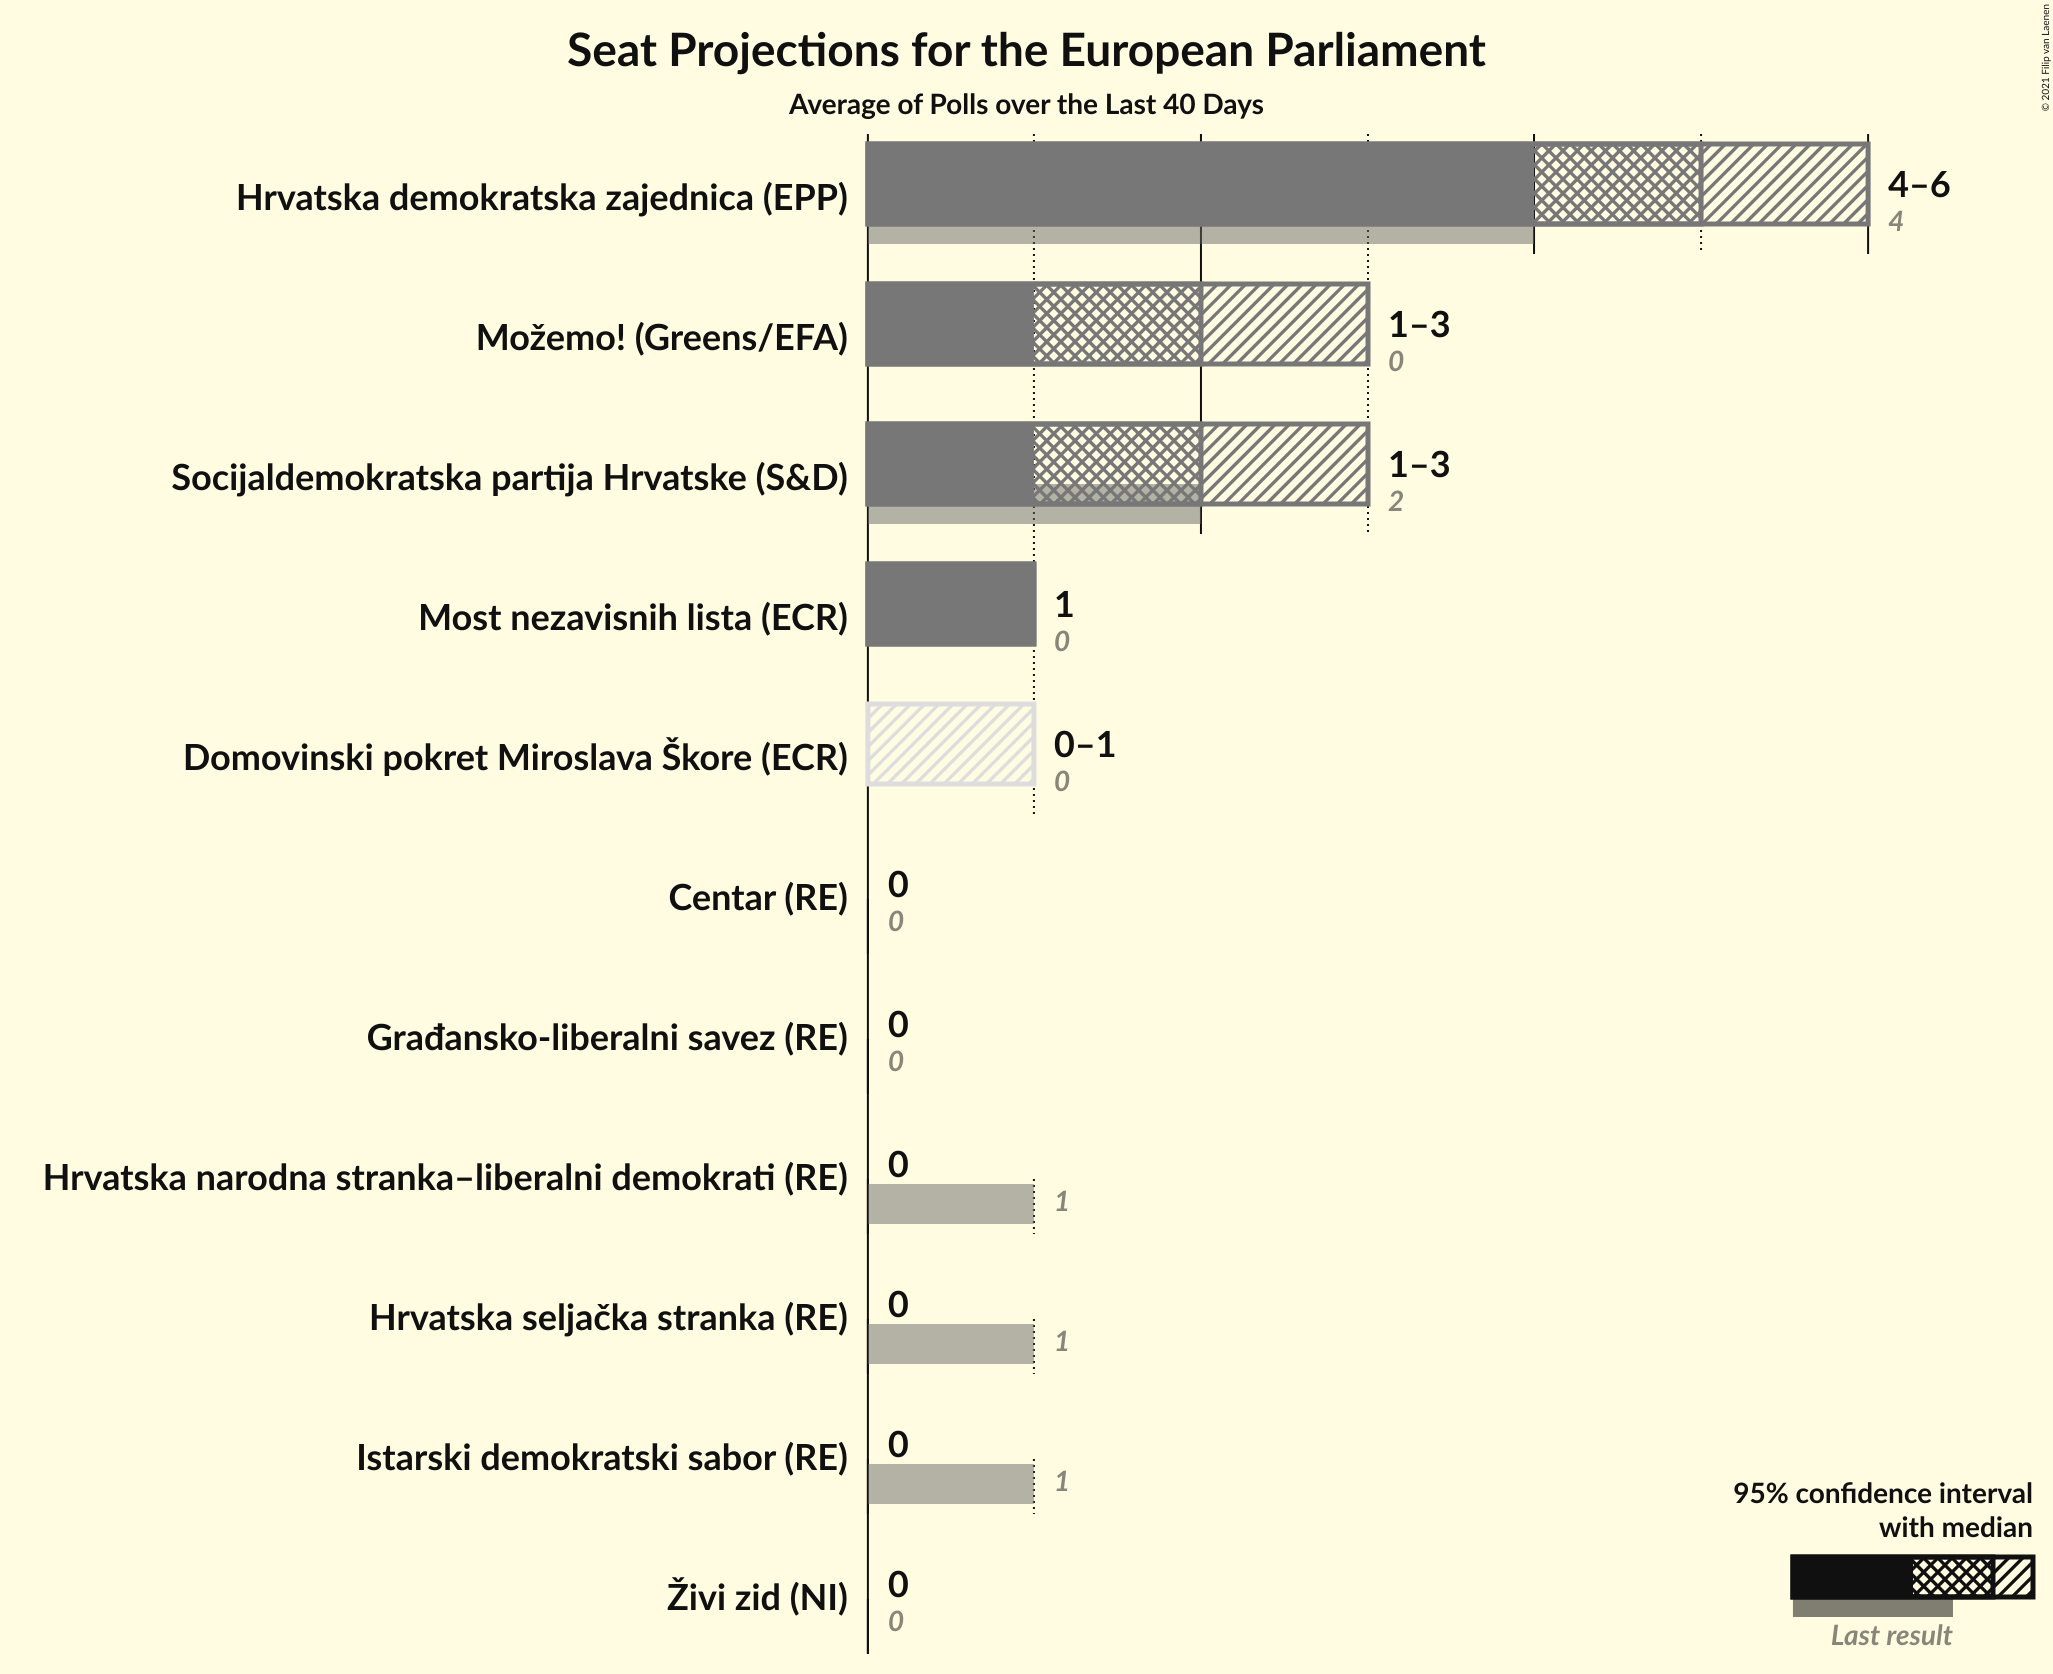 Seat Projections for the European Parliament
Average of Polls over the Last 40 Days
© 2021 Filip van Laenen
Hrvatska demokratska zajednica (EPP)
4–6
4
Možemo! (Greens/EFA)
1–3
0
Socijaldemokratska partija Hrvatske (S&D)
1–3
2
Most nezavisnih lista (ECR)
1
0
Domovinski pokret Miroslava Škore (ECR)
0–1
0
Centar (RE)
0
0
Građansko-liberalni savez (RE)
0
0
Hrvatska narodna stranka–liberalni demokrati (RE)
0
1
Hrvatska seljačka stranka (RE)
0
1
Istarski demokratski sabor (RE)
0
1
Živi zid (NI)
0
0
95% confidence interval
with median
Last result